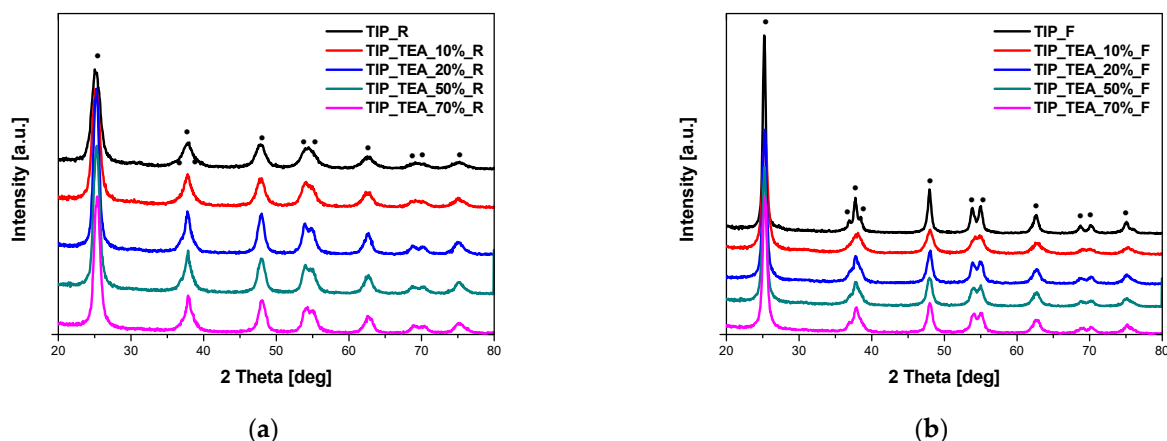 TIP_R
TIP_TEA_10%_R
TIP_TEA_20%_R
TIP_TEA_50%_R
TIP_TEA_70%_R
Intensity [a.u.]
20 30 40 50 60 70 80
2 Theta [deg]
(a)
TIP_F
TIP_TEA_10%_F
TIP_TEA_20%_F
TIP_TEA_50%_F
TIP_TEA_70%_F
Intensity [a.u.]
20 30 40 50 60 70 80
2 Theta [deg]
(b)